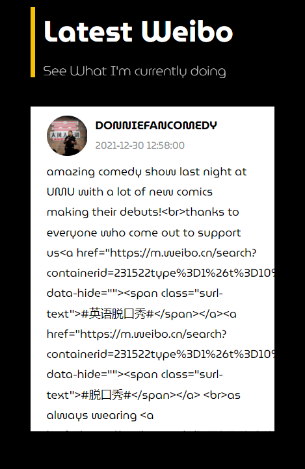 Latest Weibo
See What I'm currently doing
DONNIEFANCOMEDY
2021-12-30 12:58:00
amazing comedy show last night at
UMU with a lot of new comics
making their debuts!<br>thanks to
everyone who come out to support
us<a href="https://m.weibo.cn/search?
containerid=231522type%3D1%26t%3D10%
data-hide=""><span class="surl-
text">#英语脱口秀#</span></a><a
href="https://m.weibo.cn/search?
containerid=231522type%3D1%26t%3D10%
data-hide=""><span class="surl-
text">#脱口秀#</span></a> <br>as
always wearing <a